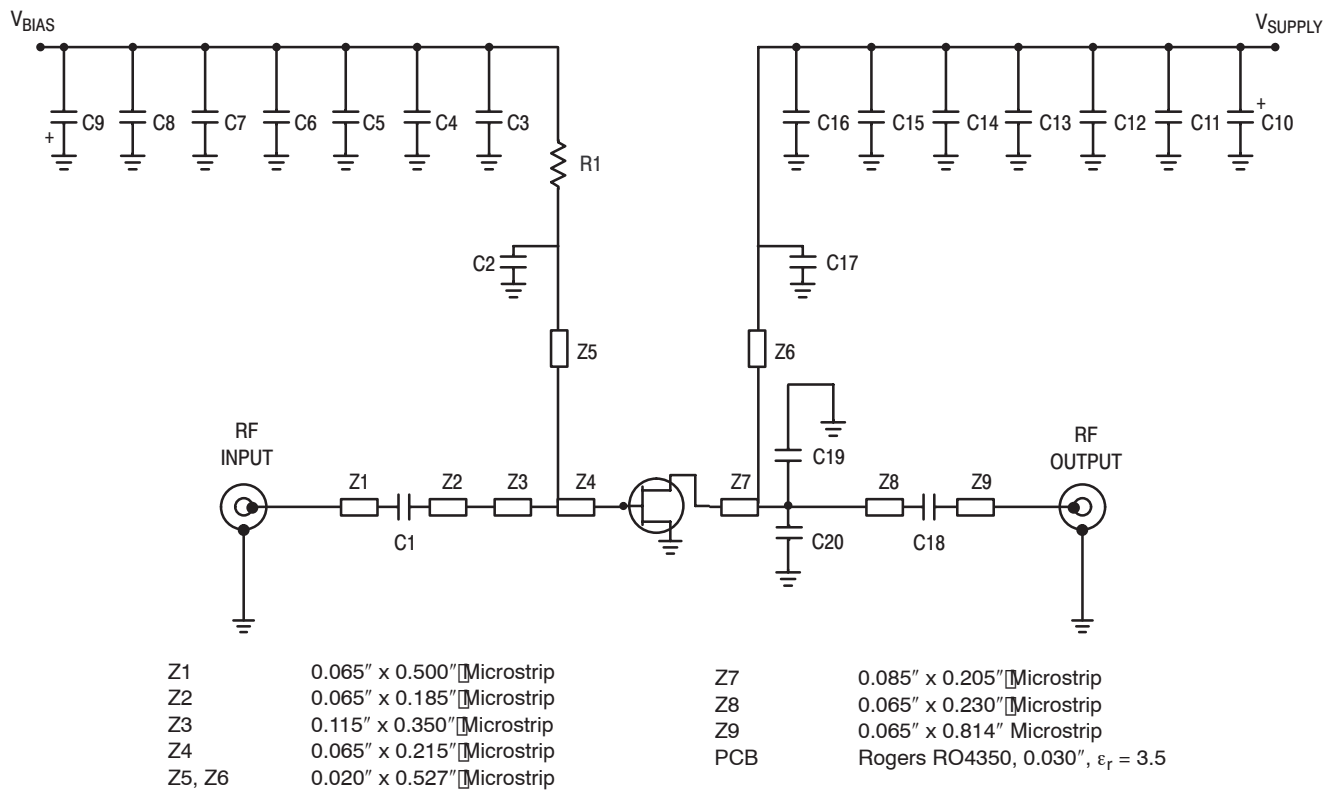 VBIAS
VSUPPLY
C9 C8 C7 C6 C5 C4 C3
+
C16 C15 C14 C13 C12 C11 C10
+
R1
C2
C17
Z5
Z6
RF
INPUT
RF
OUTPUT
C19
Z1 Z2 Z3 Z4 Z7 Z8 Z9
C1
C20
C18
Z1 0.065″ x 0.500″ Microstrip
Z2 0.065″ x 0.185″ Microstrip
Z3 0.115″ x 0.350″ Microstrip
Z4 0.065″ x 0.215″ Microstrip
Z5, Z6 0.020″ x 0.527″ Microstrip
Z7 0.085″ x 0.205″ Microstrip
Z8 0.065″ x 0.230″ Microstrip
Z9 0.065″ x 0.814″ Microstrip
PCB Rogers RO4350, 0.030″, εr = 3.5